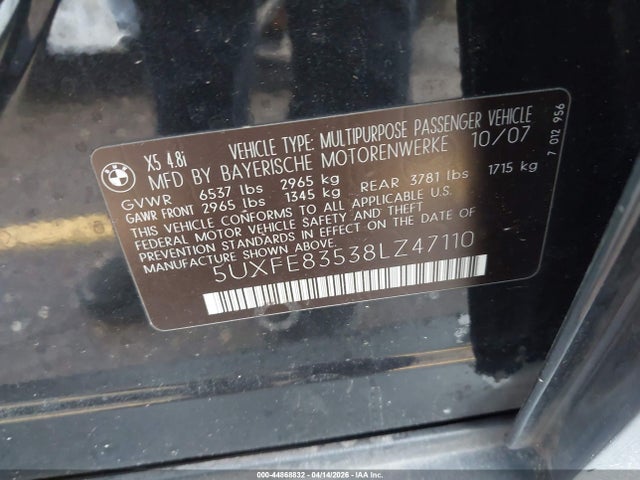 BMW
X5 4.8i VEHICLE TYPE: MULTIPURPOSE PASSENGER VEHICLE
MFD BY BAYERISCHE MOTORENWERKE 10/07
GVWR 6537 lbs 2965 kg
GAWR FRONT 2965 lbs 1345 kg REAR 3781 lbs 1715 kg
THIS VEHICLE CONFORMS TO ALL APPLICABLE U.S.
FEDERAL MOTOR VEHICLE SAFETY STANDARDS
IN EFFECT ON THE DATE OF
MANUFACTURE SHOWN ABOVE.
5UXFE83538LZ47110
7 012 956
000-44868832 - 04/14/2026 - IAA Inc.